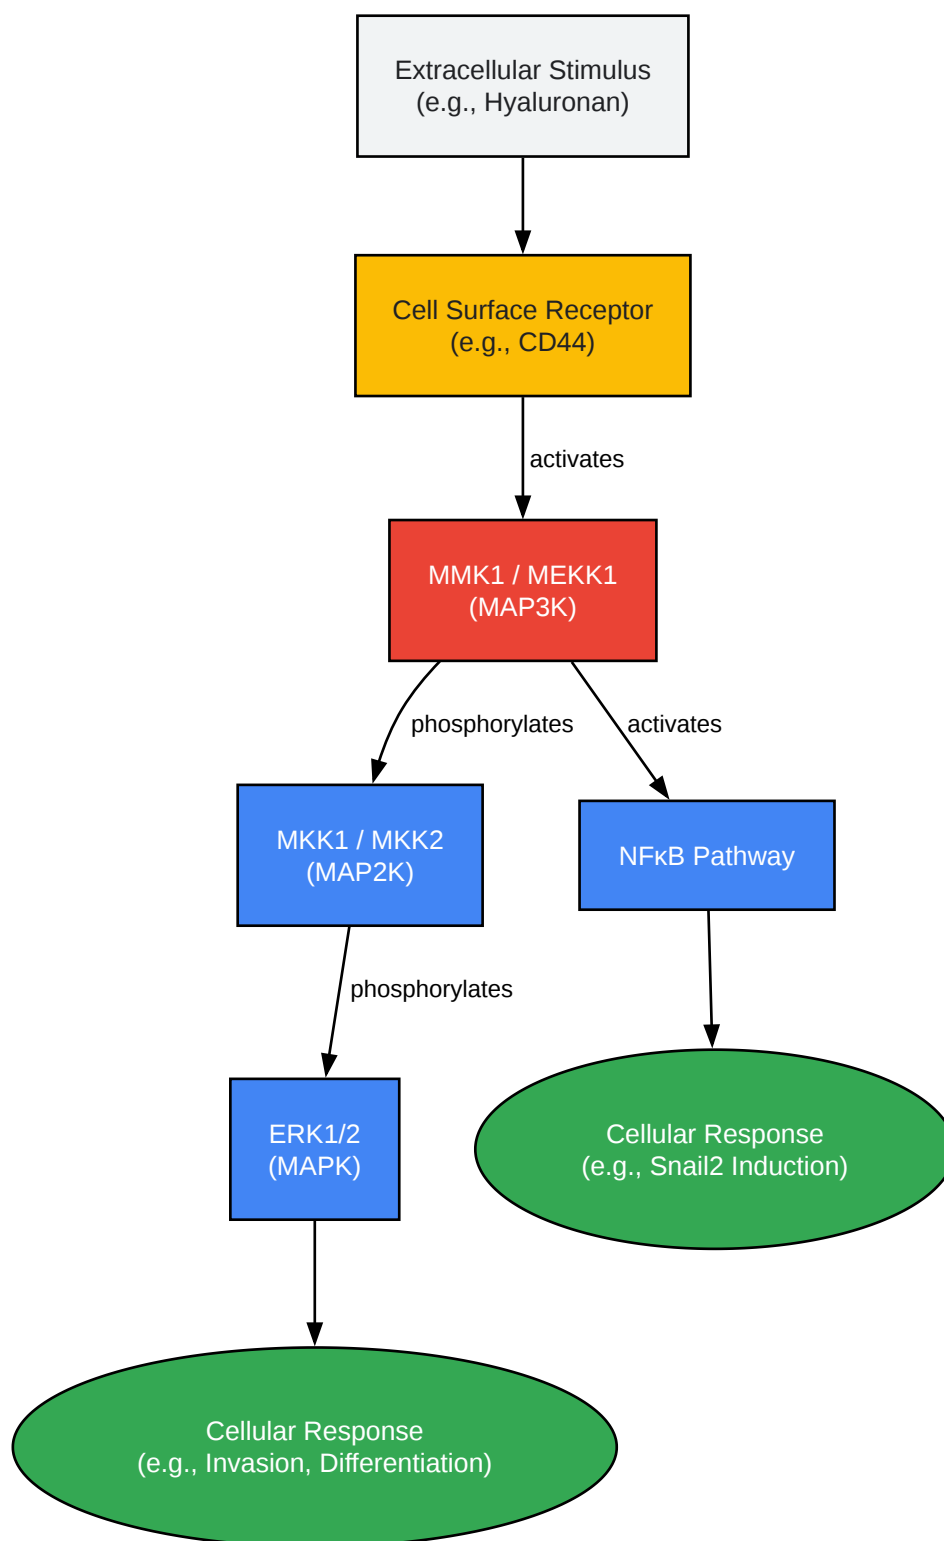 Extracellular Stimulus
(e.g., Hyaluronan)
Cell Surface Receptor
(e.g., CD44)
activates
MMK1 / MEKK1
(MAP3K)
phosphorylates
activates
MKK1 / MKK2
(MAP2K)
NFκB Pathway
phosphorylates
ERK1/2
(MAPK)
Cellular Response
(e.g., Snail2 Induction)
Cellular Response
(e.g., Invasion, Differentiation)